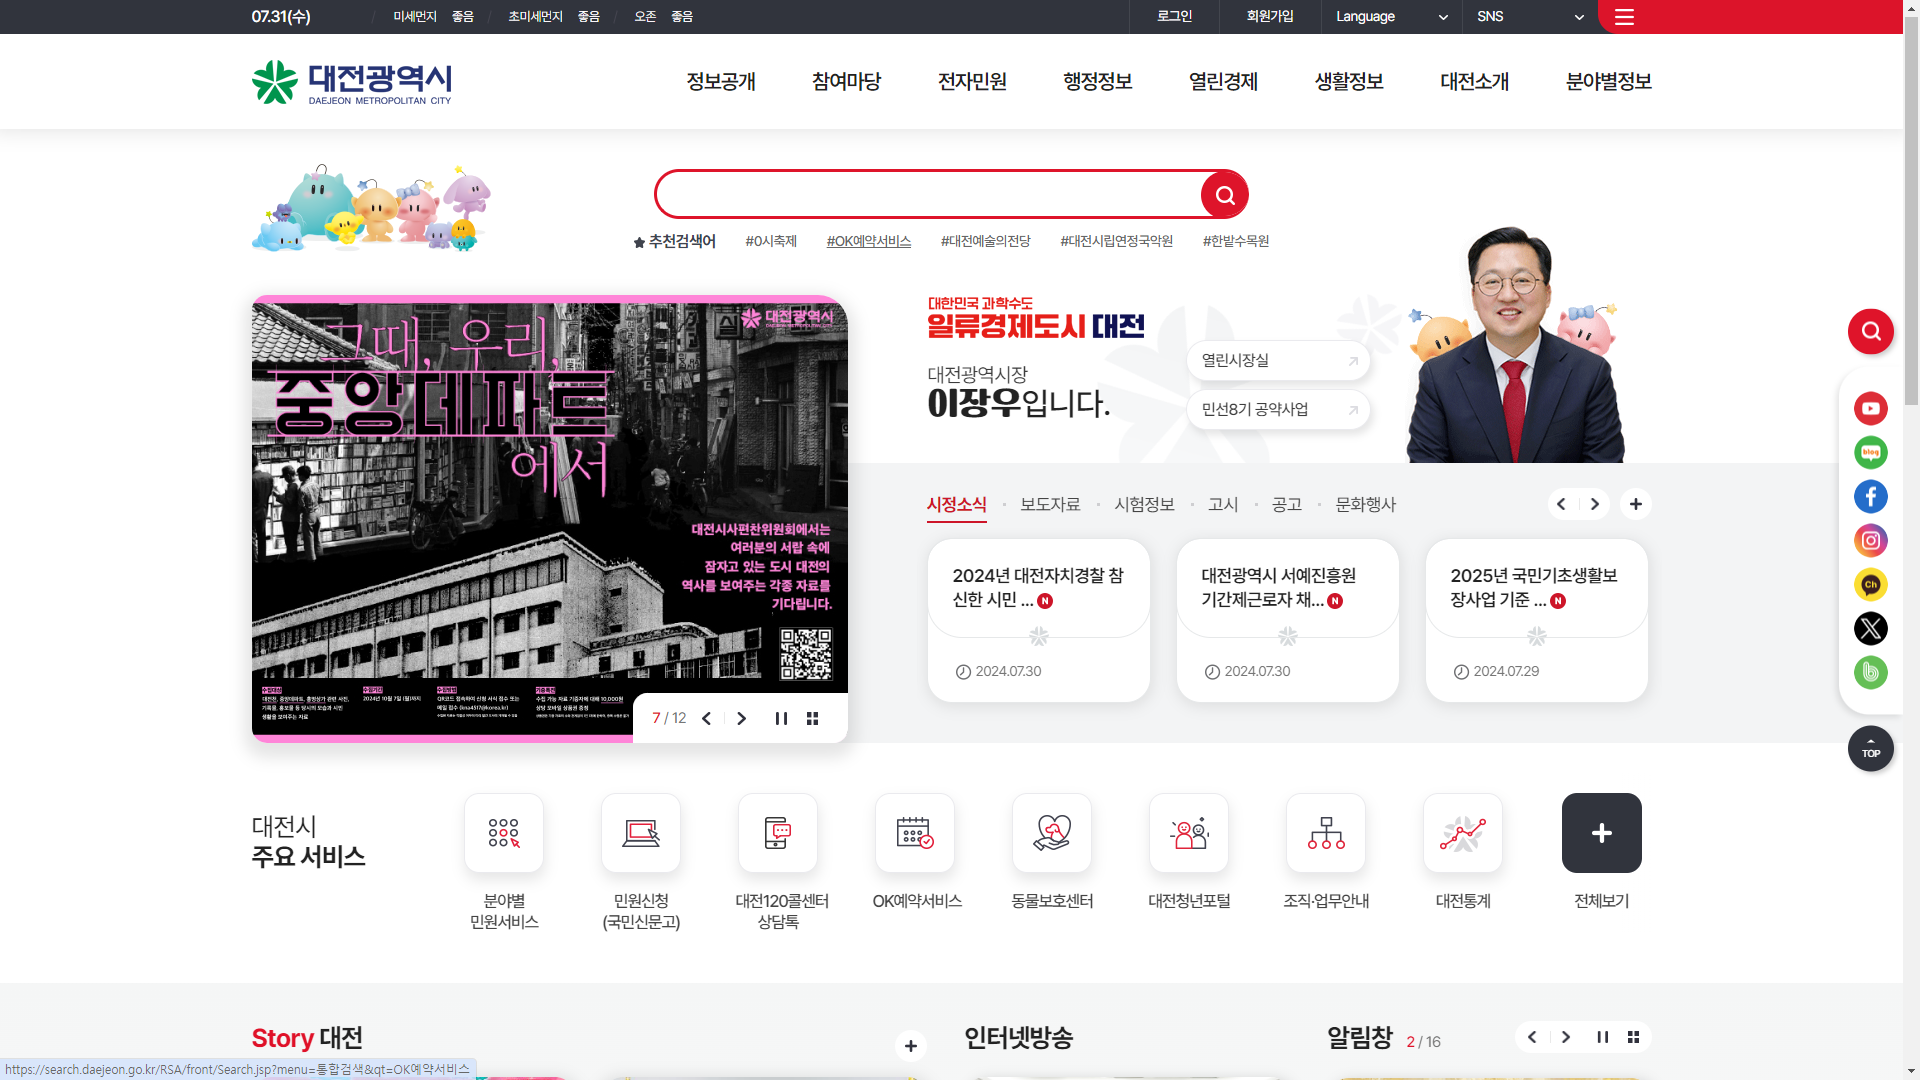 07.31(수)
미세먼지 좋음 / 초미세먼지 좋음 / 오존 좋음
로그인
회원가입
Language
SNS
대전광역시
DAEJEON METROPOLITAN CITY
정보공개
참여마당
전자민원
행정정보
열린경제
생활정보
대전소개
분야별정보
추천검색어
#0시축제
#OK예약서비스
#대전예술의전당
#대전시립연정국악원
#한밭수목원
대전광역시
그때, 우리,
중앙데파트
에서
대전시사편찬위원회에서는
여러분의 서랍 속에
잠자고 있는 도시 대전의
역사를 보여주는 각종 자료를
기다립니다.
7 / 12
대한민국 과학수도
일류경제도시 대전
대전광역시장
이장우입니다.
열린시장실
민선8기 공약사업
시정소식
보도자료
시험정보
고시
공고
문화행사
2024년 대전자치경찰 참
신한 시민 ... N
2024.07.30
대전광역시 서예진흥원
기간제근로자 채... N
2024.07.30
2025년 국민기초생활보
장사업 기준 ... N
2024.07.29
blog
Ch
TOP
대전시
주요 서비스
분야별
민원서비스
민원신청
(국민신문고)
대전120콜센터
상담톡
OK예약서비스
동물보호센터
대전청년포털
조직·업무안내
대전통계
전체보기
Story 대전
인터넷방송
알림창 2 / 16
https://search.daejeon.go.kr/RSA/front/Search.jsp?menu=통합검색&qt=OK예약서비스